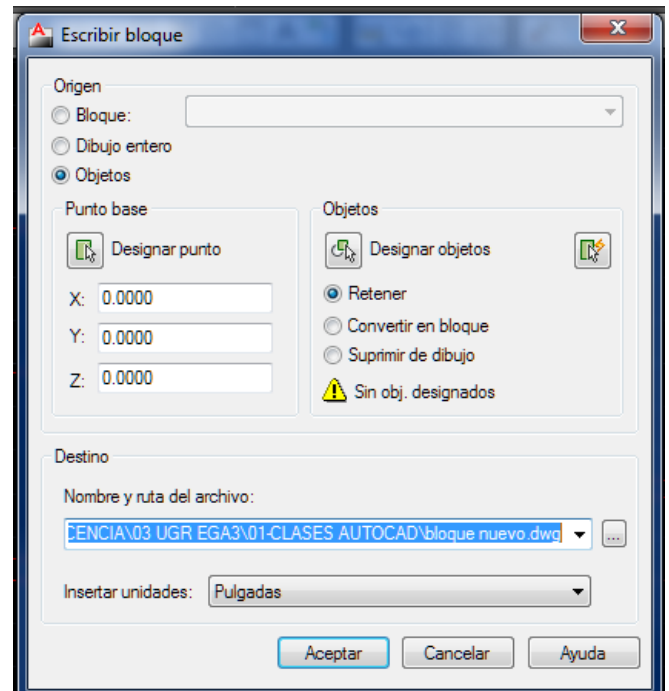 Escribir bloque
Origen
Bloque:
Dibujo entero
Objetos
Punto base
Designar punto
X: 0.0000
Y: 0.0000
Z: 0.0000
Objetos
Designar objetos
Retener
Convertir en bloque
Suprimir de dibujo
Sin obj. designados
Destino
Nombre y ruta del archivo:
CENCIA\03 UGR EGA3\01-CLASES AUTOCAD\bloque nuevo.dwg
...
Insertar unidades: Pulgadas
Aceptar Cancelar Ayuda